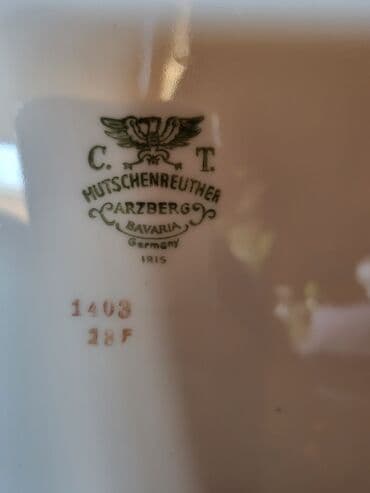 C. T.
HUTSCHENREUTHER
ARZBERG
BAVARIA
Germany
IRIS
1403
28 F